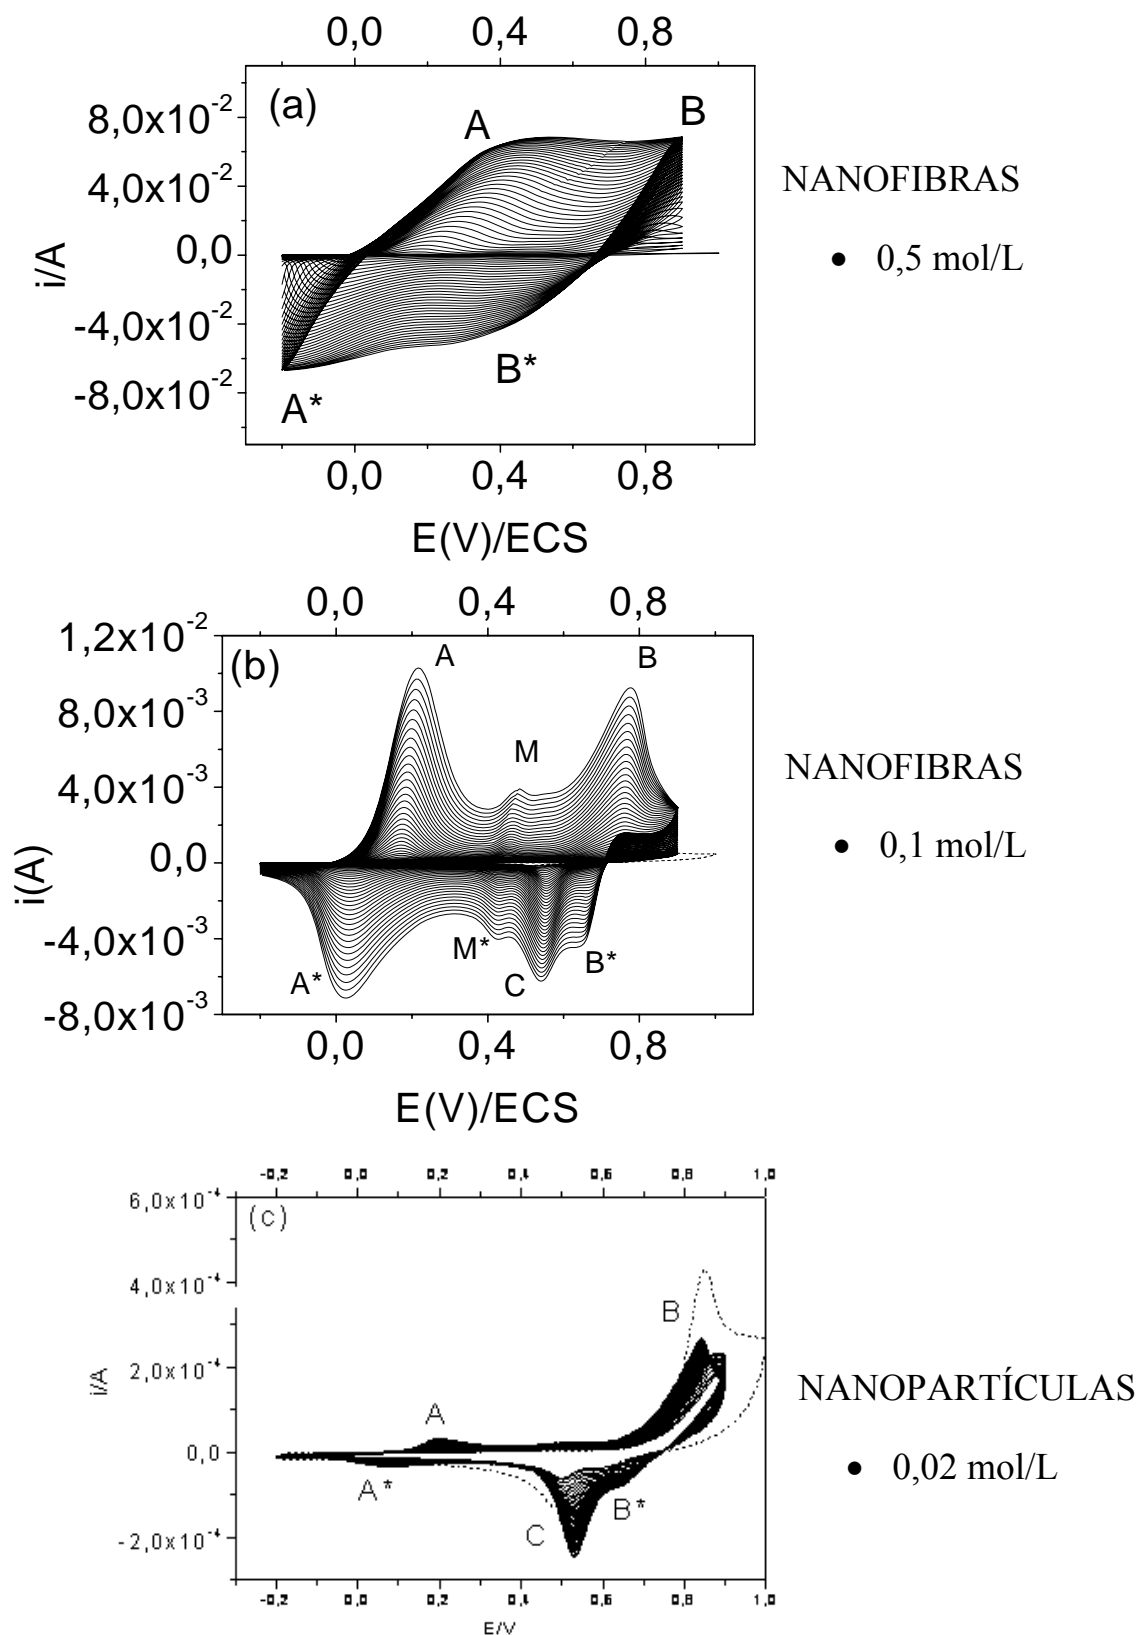 0,0 0,4 0,8
(a)
A
B
8,0x10⁻²
4,0x10⁻²
0,0
-4,0x10⁻²
-8,0x10⁻²
i/A
B*
A*
0,0 0,4 0,8
E(V)/ECS
NANOFIBRAS
• 0,5 mol/L
0,0 0,4 0,8
(b)
A
B
M
1,2x10⁻²
8,0x10⁻³
4,0x10⁻³
0,0
-4,0x10⁻³
-8,0x10⁻³
i(A)
M*
B*
A*
C
0,0 0,4 0,8
E(V)/ECS
NANOFIBRAS
• 0,1 mol/L
-0,2 0,0 0,2 0,4 0,6 0,8 1,0
(c)
6,0x10⁻⁴
4,0x10⁻⁴
2,0x10⁻⁴
0,0
-2,0x10⁻⁴
i/A
B
A
A*
B*
C
-0,2 0,0 0,2 0,4 0,6 0,8 1,0
E/V
NANOPARTÍCULAS
• 0,02 mol/L